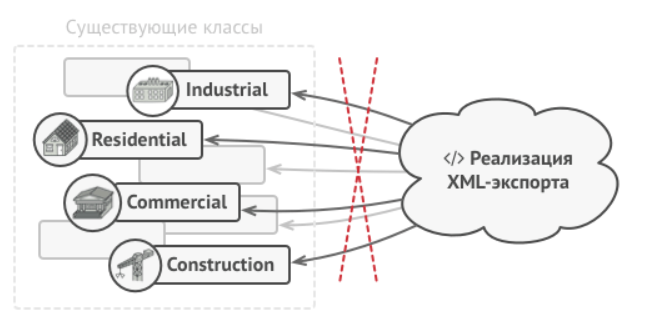 Существующие классы
Industrial
Residential
Commercial
Construction
</> Реализация
XML-экспорта